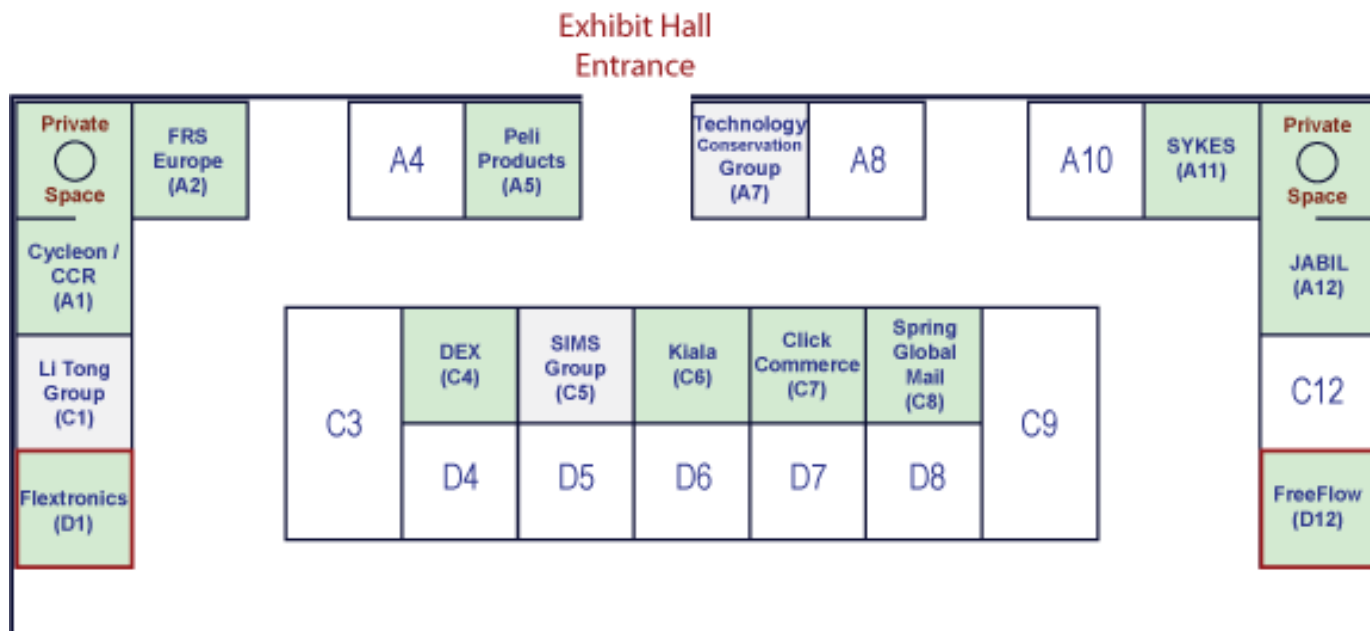 Exhibit Hall
Entrance
Private
Space
FRS
Europe
(A2)
A4
Peli
Products
(A5)
Technology
Conservation
Group
(A7)
A8
A10
SYKES
(A11)
Private
Space
Cycleon /
CCR
(A1)
JABIL
(A12)
Li Tong
Group
(C1)
C3
DEX
(C4)
SIMS
Group
(C5)
Kiala
(C6)
Click
Commerce
(C7)
Spring
Global
Mail
(C8)
C9
C12
Flextronics
(D1)
D4
D5
D6
D7
D8
FreeFlow
(D12)